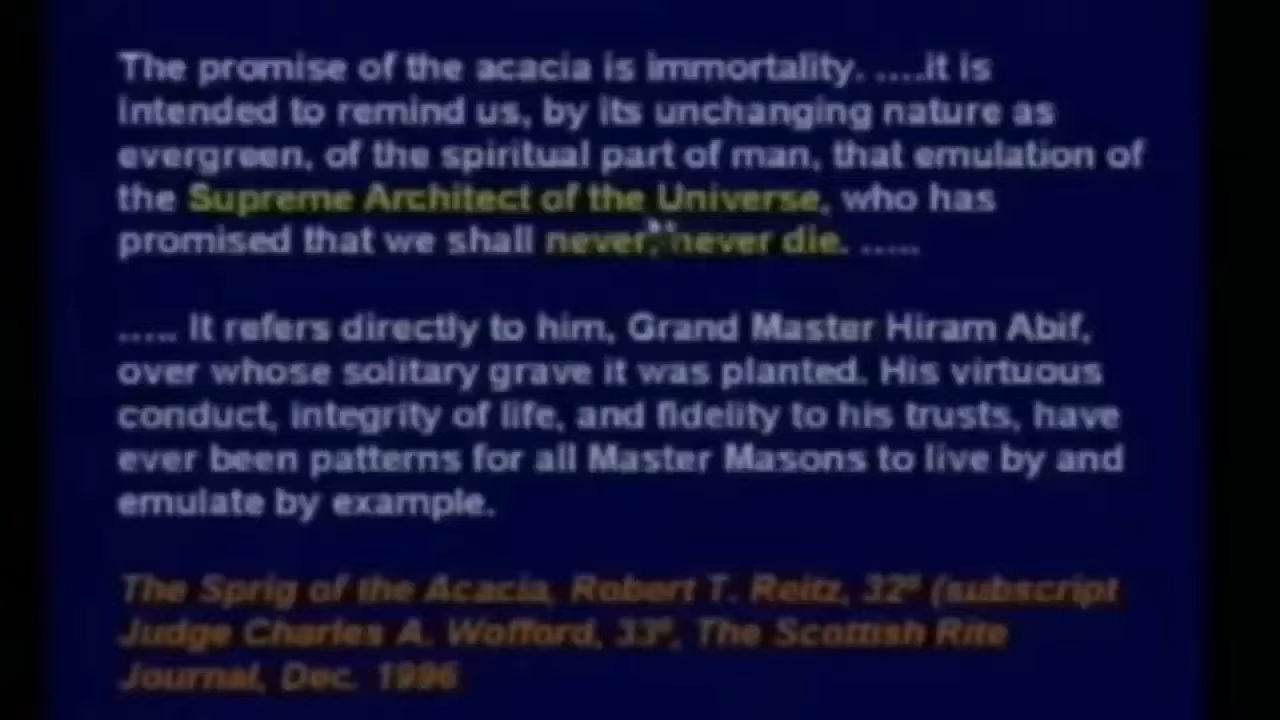 The promise of the acacia is immortality. .....it is
intended to remind us, by its unchanging nature as
evergreen, of the spiritual part of man, that emulation of
the Supreme Architect of the Universe, who has
promised that we shall never, never die. .....
..... It refers directly to him, Grand Master Hiram Abif,
over whose solitary grave it was planted. His virtuous
conduct, integrity of life, and fidelity to his trusts, have
ever been patterns for all Master Masons to live by and
emulate by example.
The Sprig of the Acacia, Robert T. Reitz, 32º (subscript
Judge Charles A. Wofford, 33º, The Scottish Rite
Journal, Dec. 1996